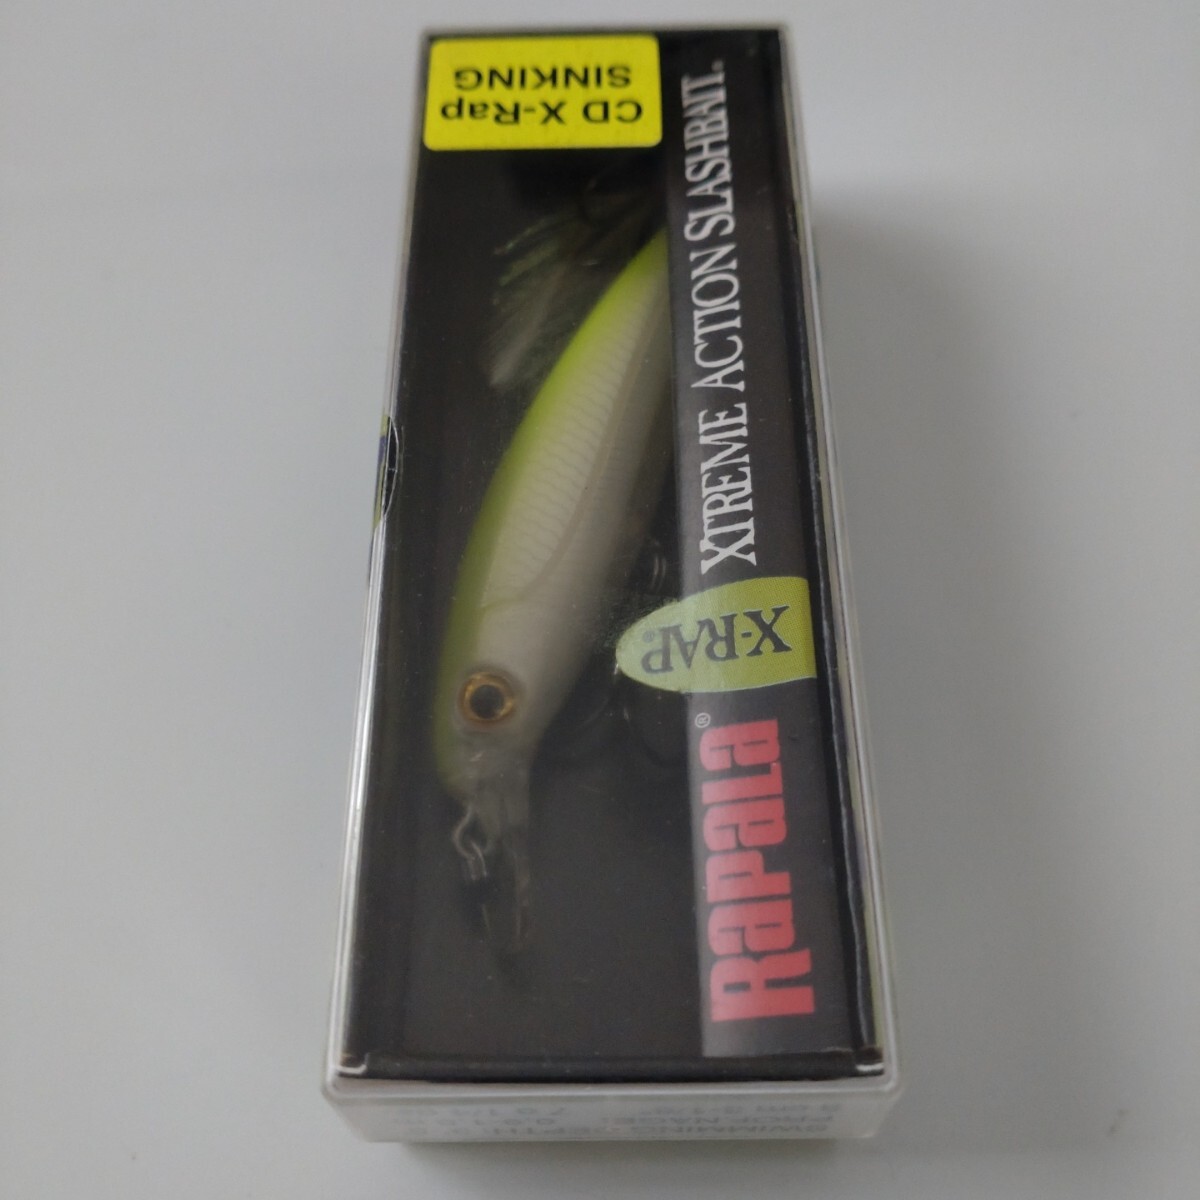 CD X-Rap
SINKING
RapaLa®
X-RAP®
XTREME ACTION SLASHBAIT®